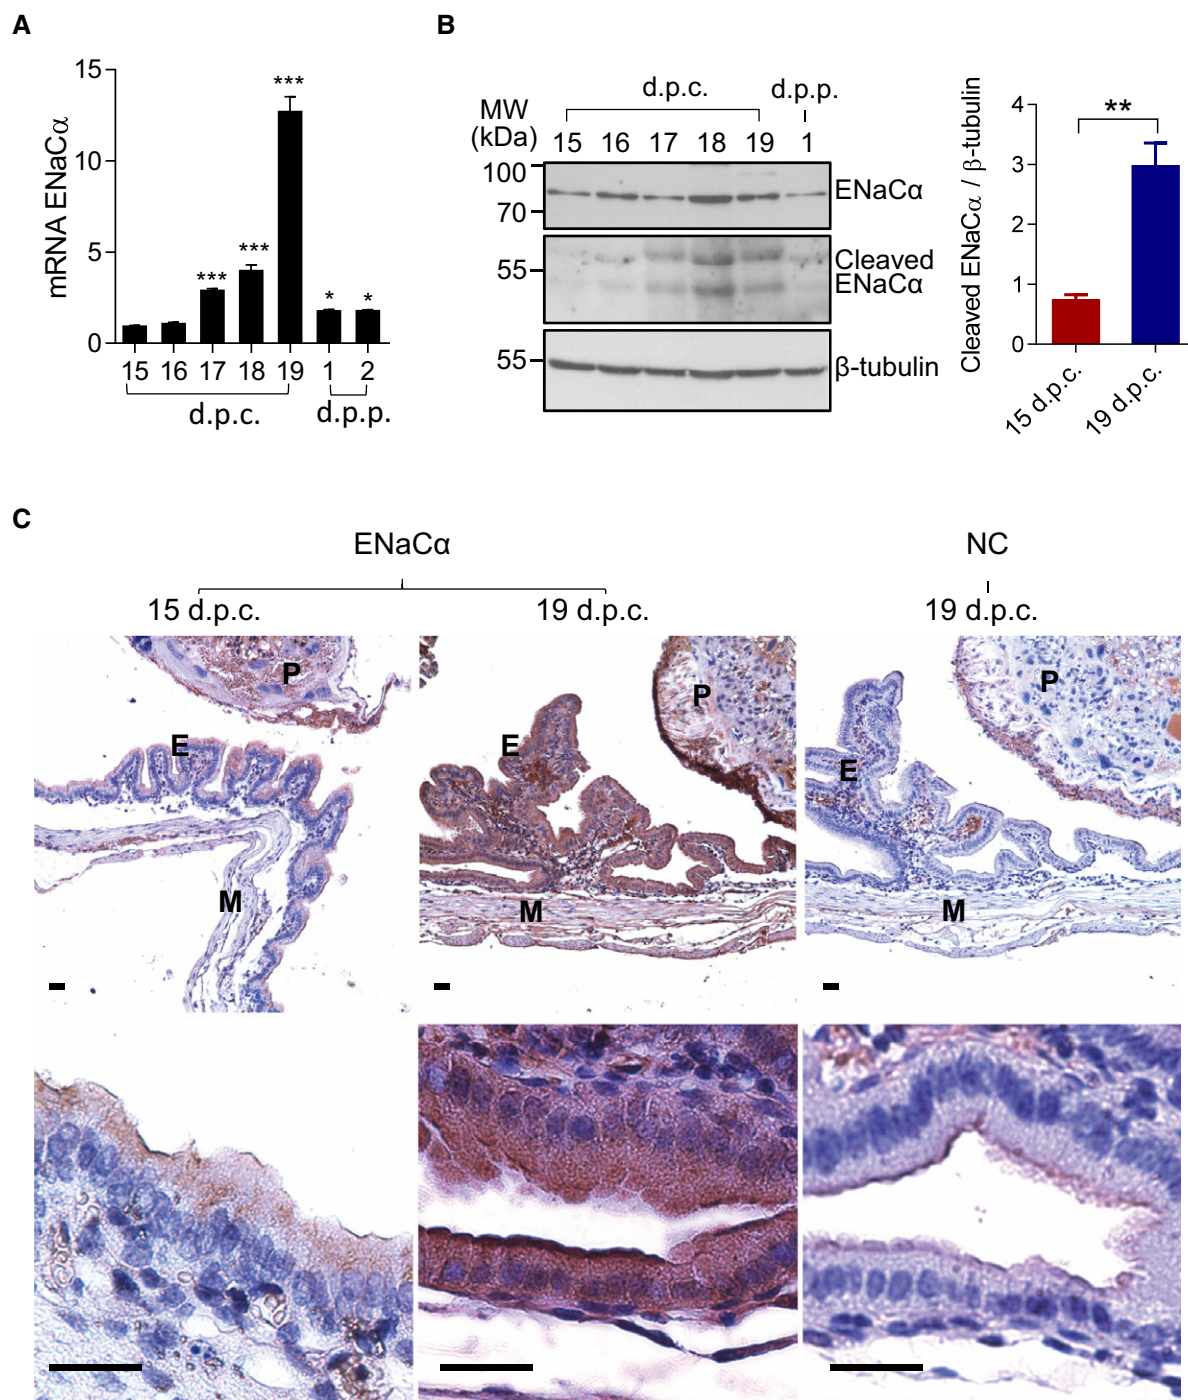 A
mRNA ENaCα
15
10
5
0
***
***
***
*
*
15 16 17 18 19 1 2
d.p.c. d.p.p.
B
d.p.c. d.p.p.
MW
(kDa)
15 16 17 18 19 1
100
70
ENaCα
55
Cleaved
ENaCα
55
β-tubulin
Cleaved ENaCα / β-tubulin
4
3
2
1
0
**
15 d.p.c.
19 d.p.c.
C
ENaCα NC
15 d.p.c. 19 d.p.c. 19 d.p.c.
P
E
M
P
E
M
P
E
M